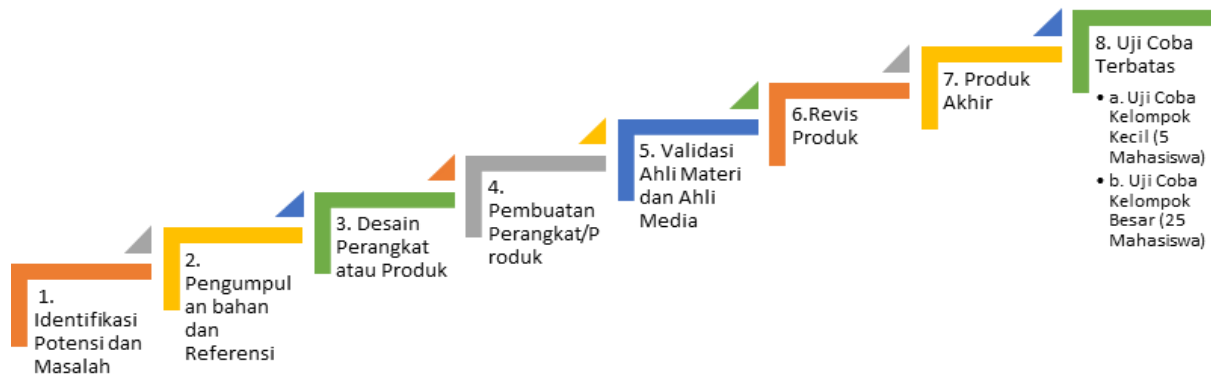 1.
Identifikasi
Potensi dan
Masalah
2.
Pengumpul
an bahan
dan
Referensi
3. Desain
Perangkat
atau Produk
4.
Pembuatan
Perangkat/P
roduk
5. Validasi
Ahli Materi
dan Ahli
Media
6.Revis
Produk
7. Produk
Akhir
8. Uji Coba
Terbatas
• a. Uji Coba
Kelompok
Kecil (5
Mahasiswa)
• b. Uji Coba
Kelompok
Besar (25
Mahasiswa)